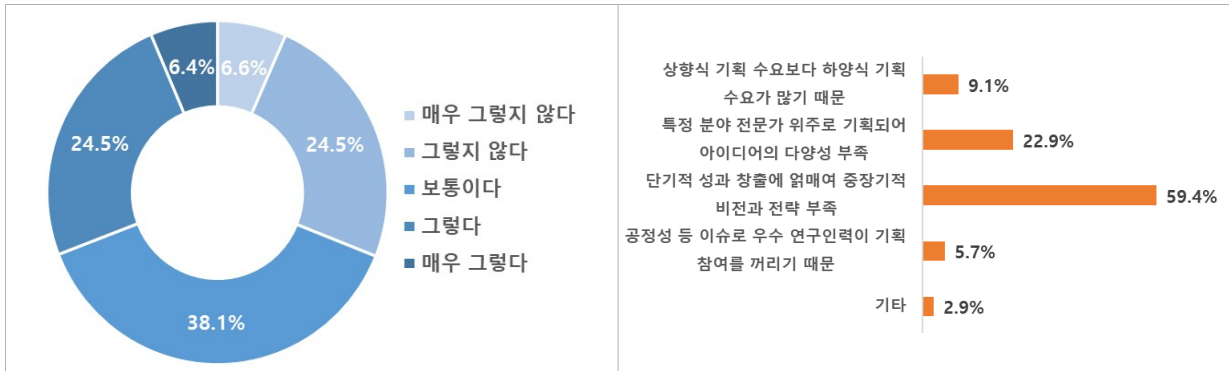 6.4%
6.6%
24.5%
24.5%
38.1%
매우 그렇지 않다
그렇지 않다
보통이다
그렇다
매우 그렇다
상향식 기획 수요보다 하양식 기획
수요가 많기 때문
9.1%
특정 분야 전문가 위주로 기획되어
아이디어의 다양성 부족
22.9%
단기적 성과 창출에 얽매여 중장기적
비전과 전략 부족
59.4%
공정성 등 이슈로 우수 연구인력이 기획
참여를 꺼리기 때문
5.7%
기타
2.9%